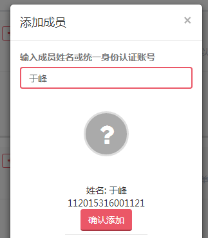 添加成员
×
输入成员姓名或统一身份认证账号
于峰
?
姓名: 于峰
112015316001121
确认添加